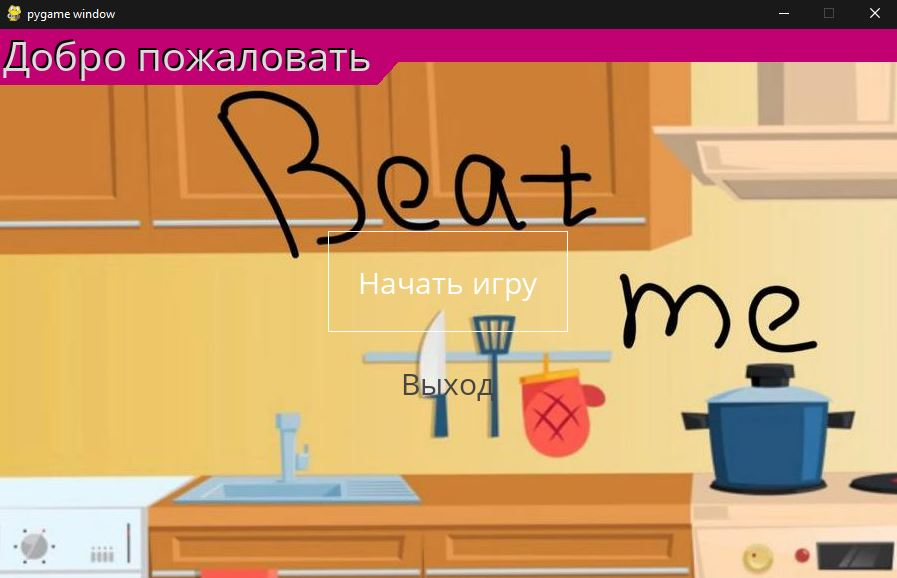 pygame window
Добро пожаловать
Beat
me
Начать игру
Выход